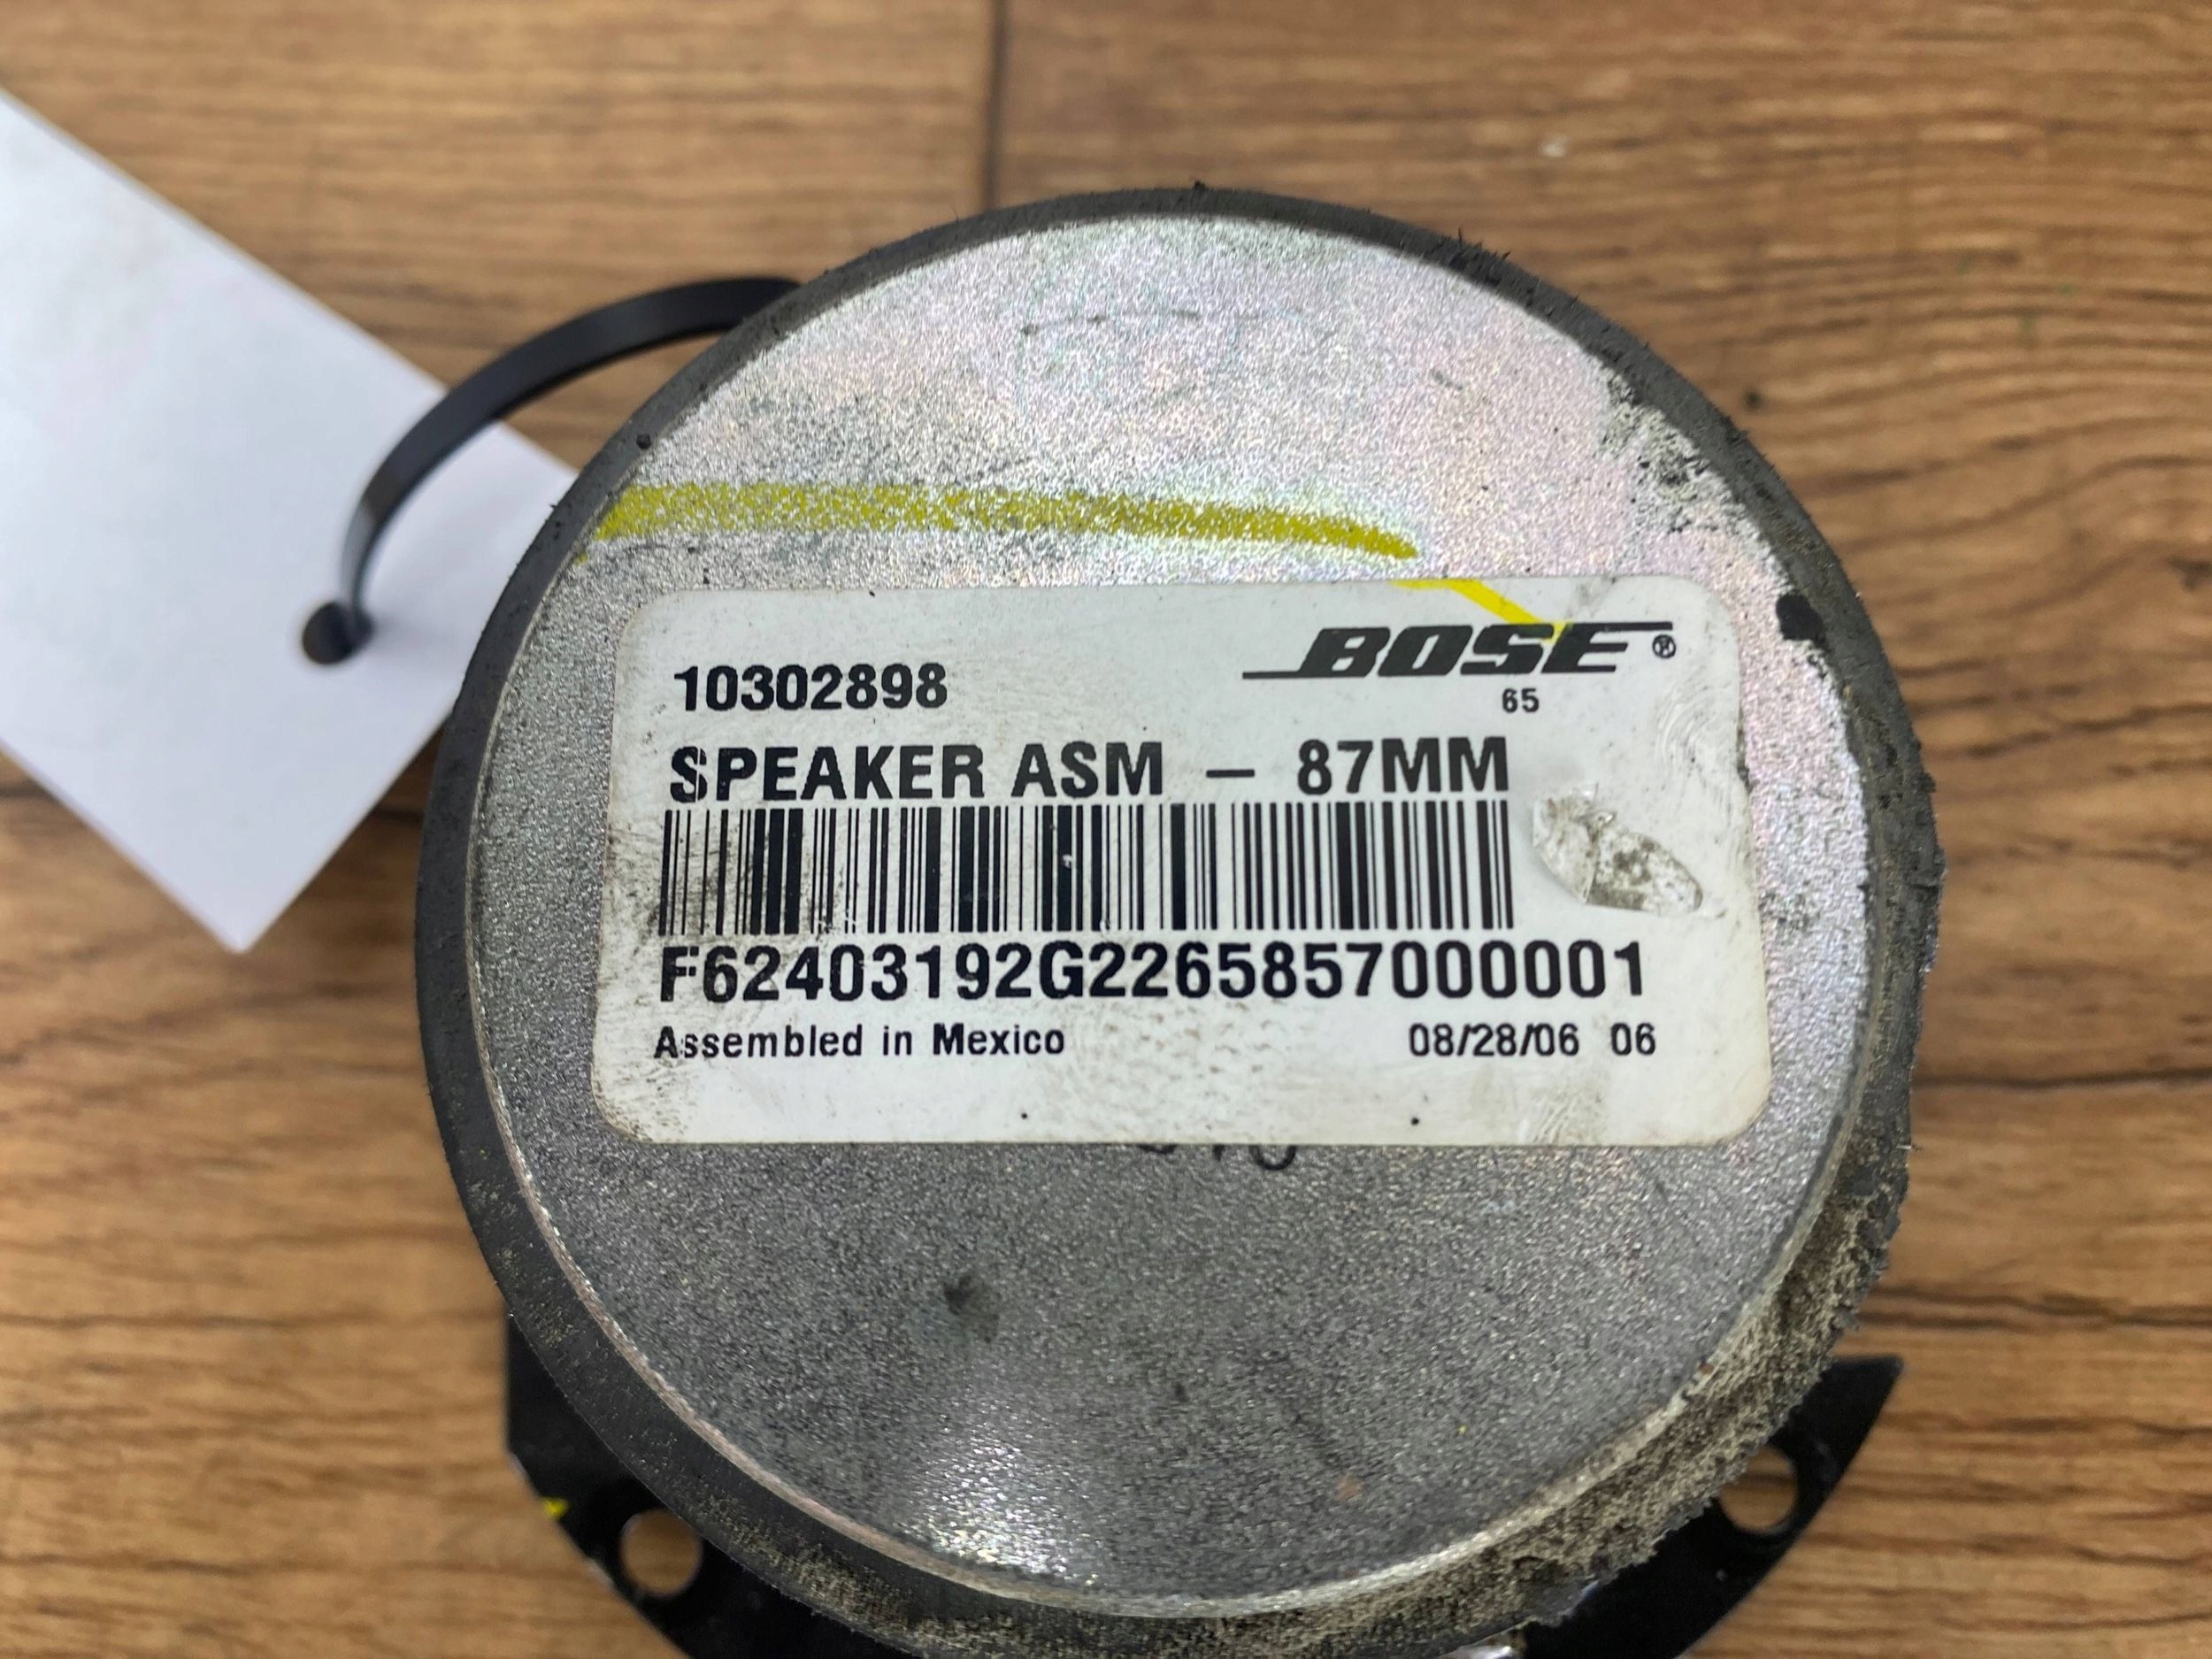 BOSE®
10302898
65
SPEAKER ASM – 87MM
F62403192G2265857000001
Assembled in Mexico 08/28/06 06